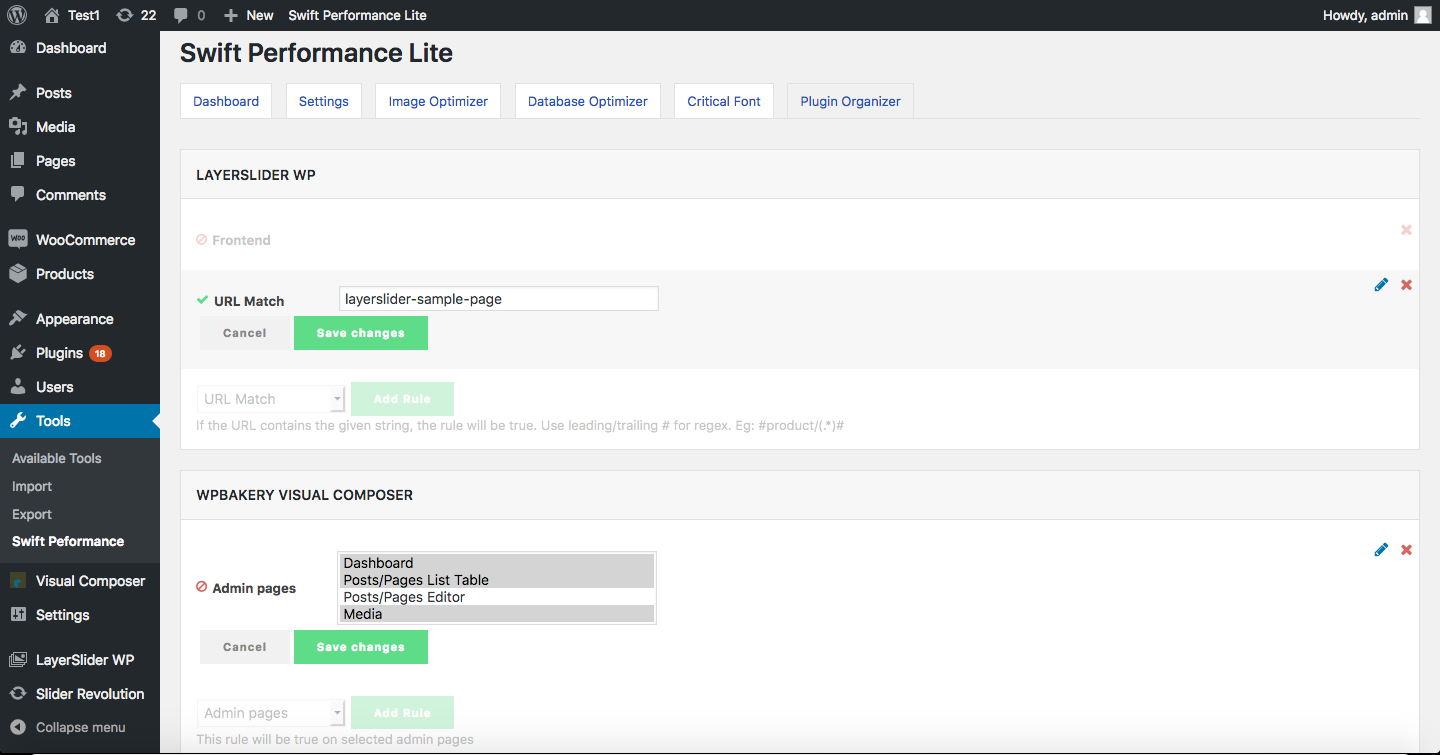 Test1 22 0 New Swift Performance Lite Howdy, admin
Dashboard
Posts
Media
Pages
Comments
WooCommerce
Products
Appearance
Plugins 18
Users
Tools
Available Tools
Import
Export
Swift Peformance
Visual Composer
Settings
LayerSlider WP
Slider Revolution
Collapse menu
Swift Performance Lite
Dashboard Settings Image Optimizer Database Optimizer Critical Font Plugin Organizer
LAYERSLIDER WP
Frontend
URL Match layerslider-sample-page
Cancel Save changes
URL Match Add Rule
If the URL contains the given string, the rule will be true. Use leading/trailing # for regex. Eg: #product/(.*)#
WPBAKERY VISUAL COMPOSER
Admin pages
Dashboard
Posts/Pages List Table
Posts/Pages Editor
Media
Cancel Save changes
Admin pages Add Rule
This rule will be true on selected admin pages